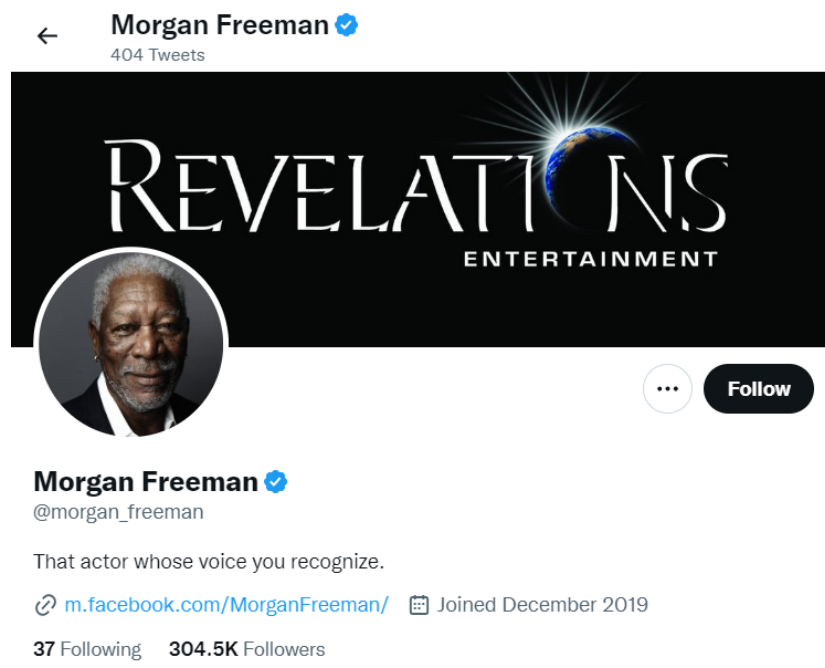 Morgan Freeman
404 Tweets
REVELATIONS
ENTERTAINMENT
Follow
Morgan Freeman
@morgan_freeman
That actor whose voice you recognize.
m.facebook.com/MorganFreeman/ Joined December 2019
37 Following 304.5K Followers